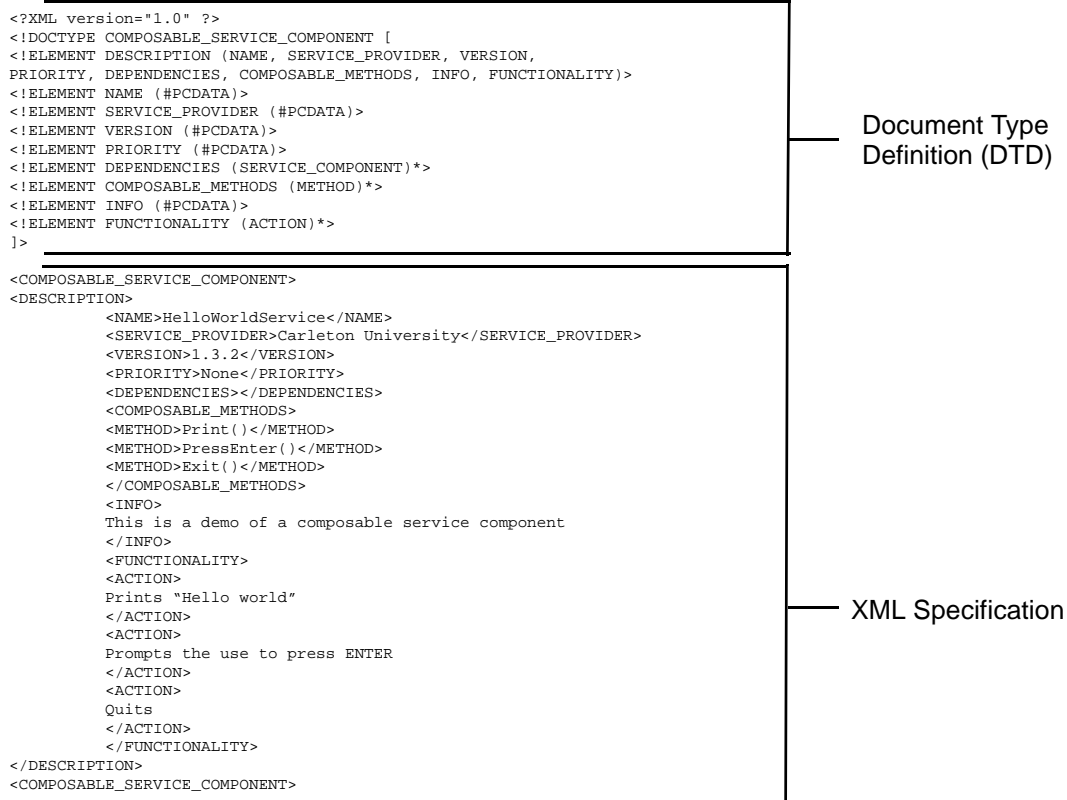 <?XML version="1.0" ?>
<!DOCTYPE COMPOSABLE_SERVICE_COMPONENT [
<!ELEMENT DESCRIPTION (NAME, SERVICE_PROVIDER, VERSION,
PRIORITY, DEPENDENCIES, COMPOSABLE_METHODS, INFO, FUNCTIONALITY)>
<!ELEMENT NAME (#PCDATA)>
<!ELEMENT SERVICE_PROVIDER (#PCDATA)>
<!ELEMENT VERSION (#PCDATA)>
<!ELEMENT PRIORITY (#PCDATA)>
<!ELEMENT DEPENDENCIES (SERVICE_COMPONENT)*>
<!ELEMENT COMPOSABLE_METHODS (METHOD)*>
<!ELEMENT INFO (#PCDATA)>
<!ELEMENT FUNCTIONALITY (ACTION)*>
]>
Document Type
Definition (DTD)
<COMPOSABLE_SERVICE_COMPONENT>
<DESCRIPTION>
<NAME>HelloWorldService</NAME>
<SERVICE_PROVIDER>Carleton University</SERVICE_PROVIDER>
<VERSION>1.3.2</VERSION>
<PRIORITY>None</PRIORITY>
<DEPENDENCIES></DEPENDENCIES>
<COMPOSABLE_METHODS>
<METHOD>Print()</METHOD>
<METHOD>PressEnter()</METHOD>
<METHOD>Exit()</METHOD>
</COMPOSABLE_METHODS>
<INFO>
This is a demo of a composable service component
</INFO>
<FUNCTIONALITY>
<ACTION>
Prints “Hello world”
</ACTION>
<ACTION>
Prompts the use to press ENTER
</ACTION>
<ACTION>
Quits
</ACTION>
</FUNCTIONALITY>
</DESCRIPTION>
<COMPOSABLE_SERVICE_COMPONENT>
XML Specification